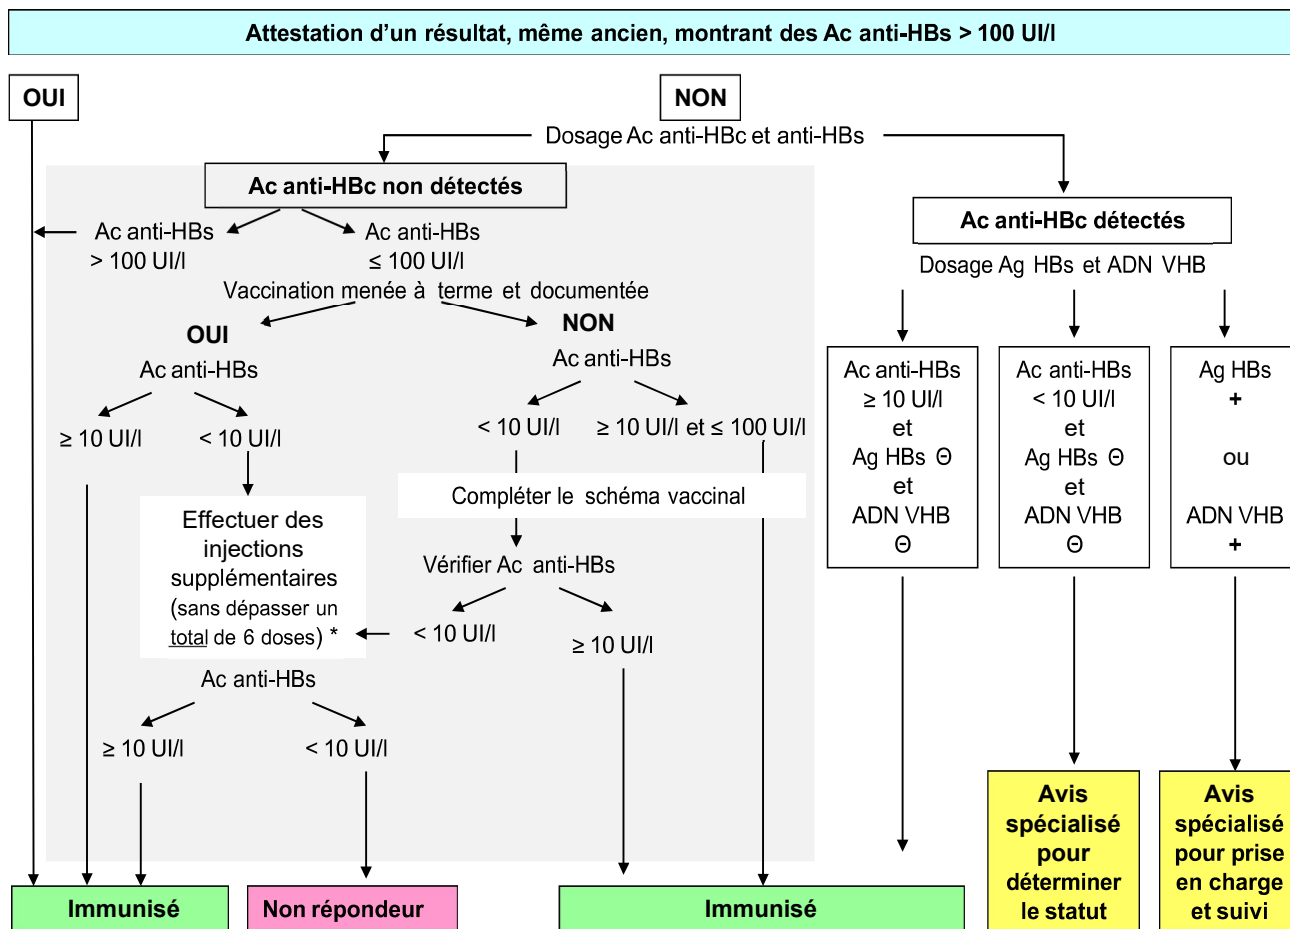 Attestation d’un résultat, même ancien, montrant des Ac anti-HBs > 100 UI/l
OUI
NON
Dosage Ac anti-HBc et anti-HBs
Ac anti-HBc non détectés
Ac anti-HBs
> 100 UI/l
Ac anti-HBs
≤ 100 UI/l
Vaccination menée à terme et documentée
OUI
Ac anti-HBs
≥ 10 UI/l
< 10 UI/l
Effectuer des
injections
supplémentaires
(sans dépasser un
total de 6 doses) *
Ac anti-HBs
≥ 10 UI/l
< 10 UI/l
NON
Ac anti-HBs
< 10 UI/l
≥ 10 UI/l et ≤ 100 UI/l
Compléter le schéma vaccinal
Vérifier Ac anti-HBs
< 10 UI/l
≥ 10 UI/l
Ac anti-HBc détectés
Dosage Ag HBs et ADN VHB
Ac anti-HBs
≥ 10 UI/l
et
Ag HBs Θ
et
ADN VHB
Θ
Ac anti-HBs
< 10 UI/l
et
Ag HBs Θ
et
ADN VHB
Θ
Ag HBs
+
ou
ADN VHB
+
Immunisé
Non répondeur
Immunisé
Avis
spécialisé
pour
déterminer
le statut
Avis
spécialisé
pour prise
en charge
et suivi